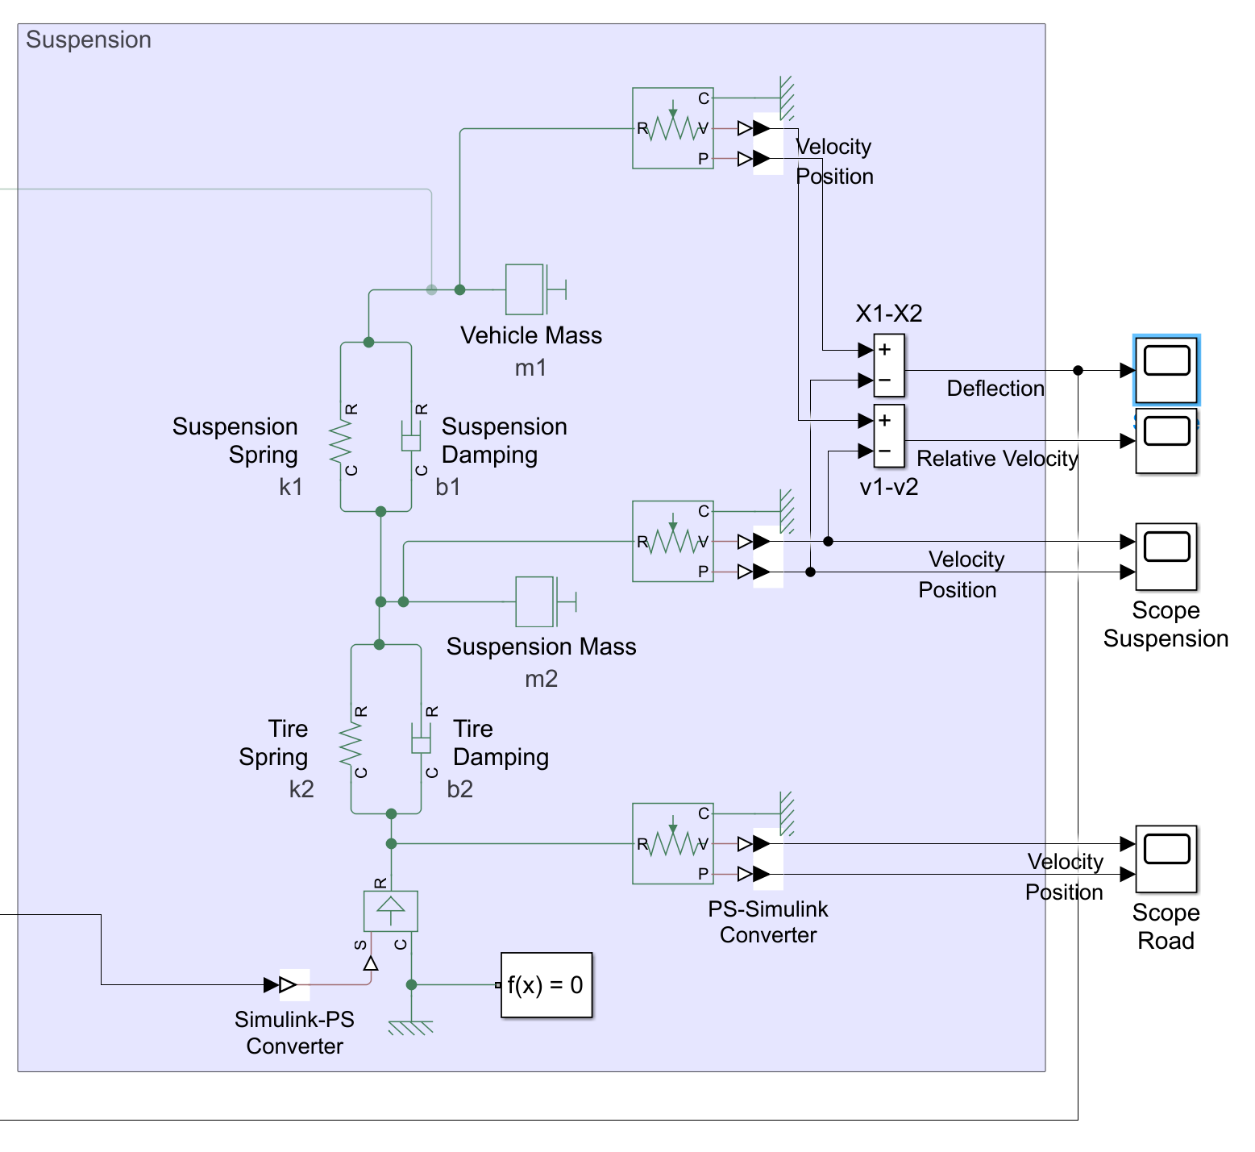 Suspension
C
R
V
P
Velocity
Position
X1-X2
Vehicle Mass
m1
+
−
Deflection
R
R
Suspension
Spring
k1
Suspension
Damping
b1
C
C
+
−
Relative Velocity
v1-v2
C
R
V
P
Velocity
Position
Scope
Suspension
Suspension Mass
m2
R
R
Tire
Spring
k2
Tire
Damping
b2
C
C
C
R
V
P
Velocity
Position
Scope
Road
PS-Simulink
Converter
R
S
C
f(x) = 0
Simulink-PS
Converter